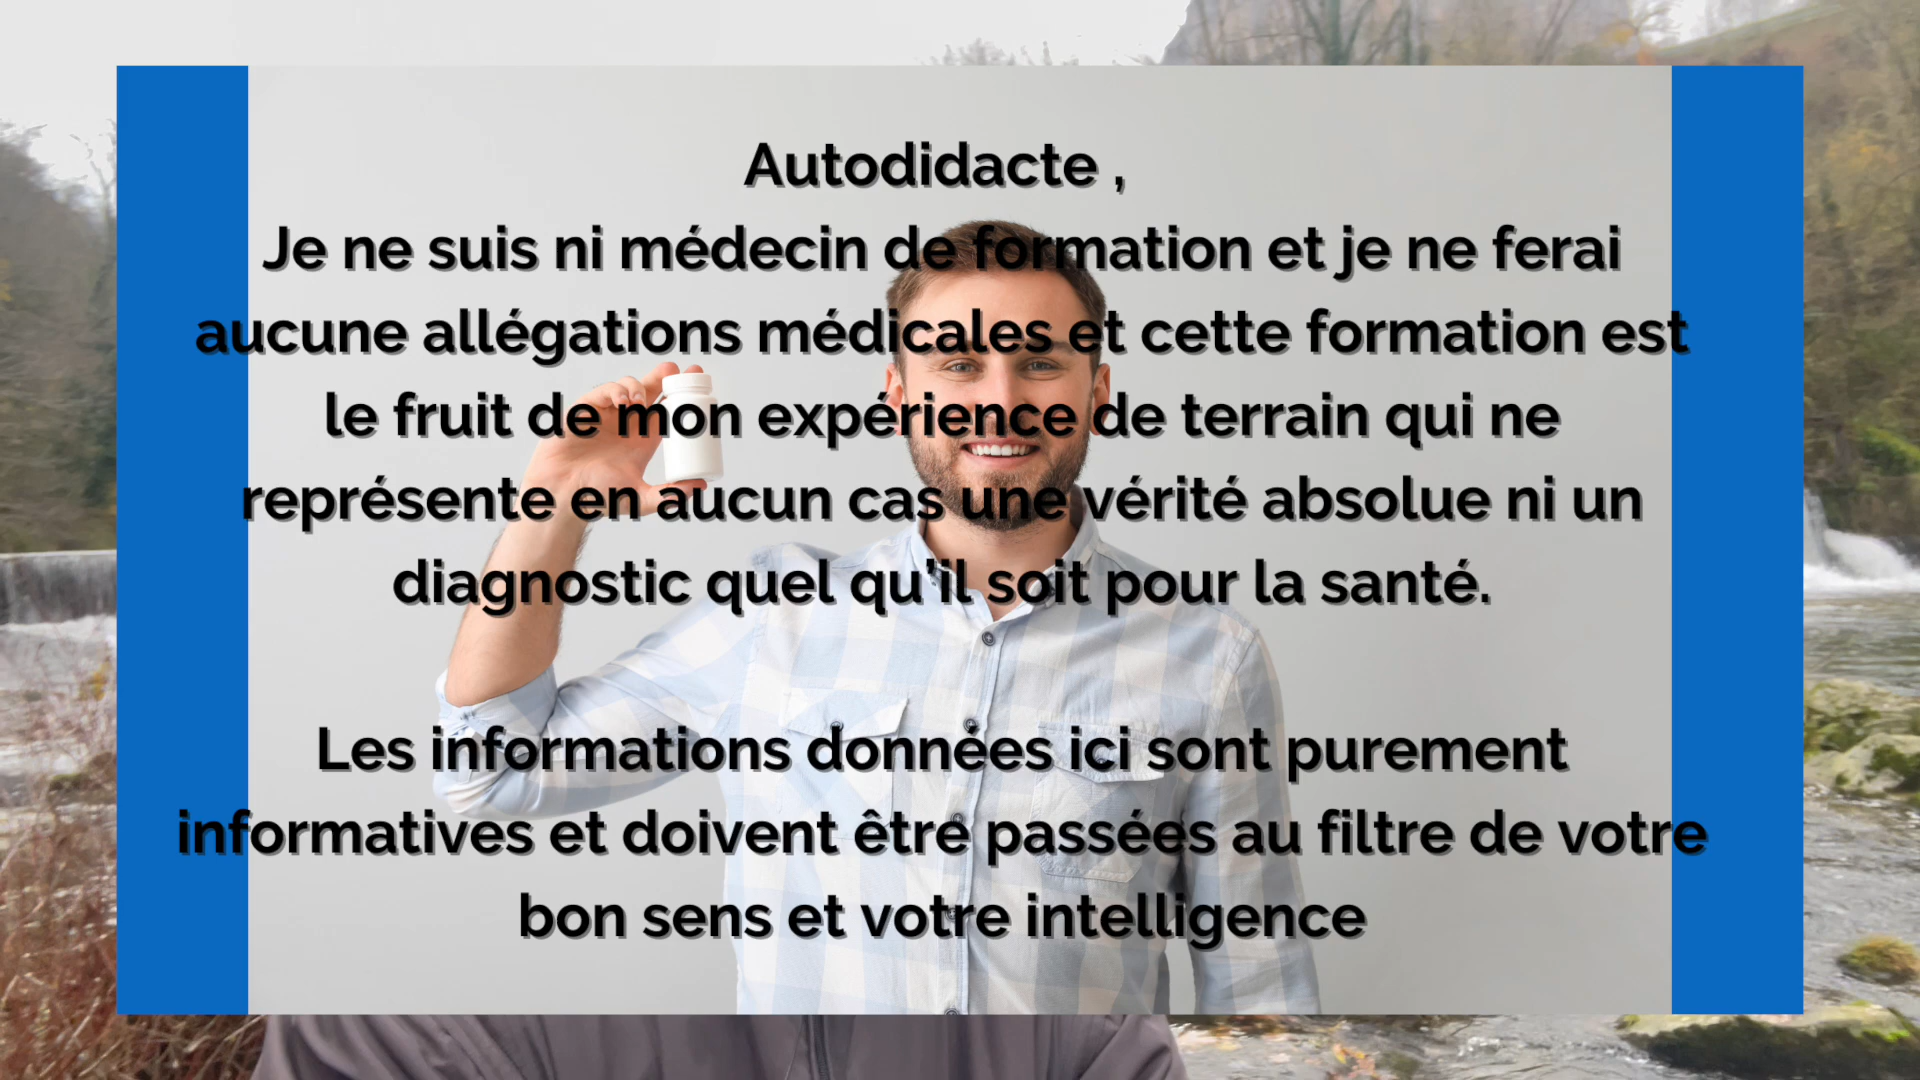 Autodidacte ,
Je ne suis ni médecin de formation et je ne ferai
aucune allégations médicales et cette formation est
le fruit de mon expérience de terrain qui ne
représente en aucun cas une vérité absolue ni un
diagnostic quel qu’il soit pour la santé.
Les informations données ici sont purement
informatives et doivent être passées au filtre de votre
bon sens et votre intelligence